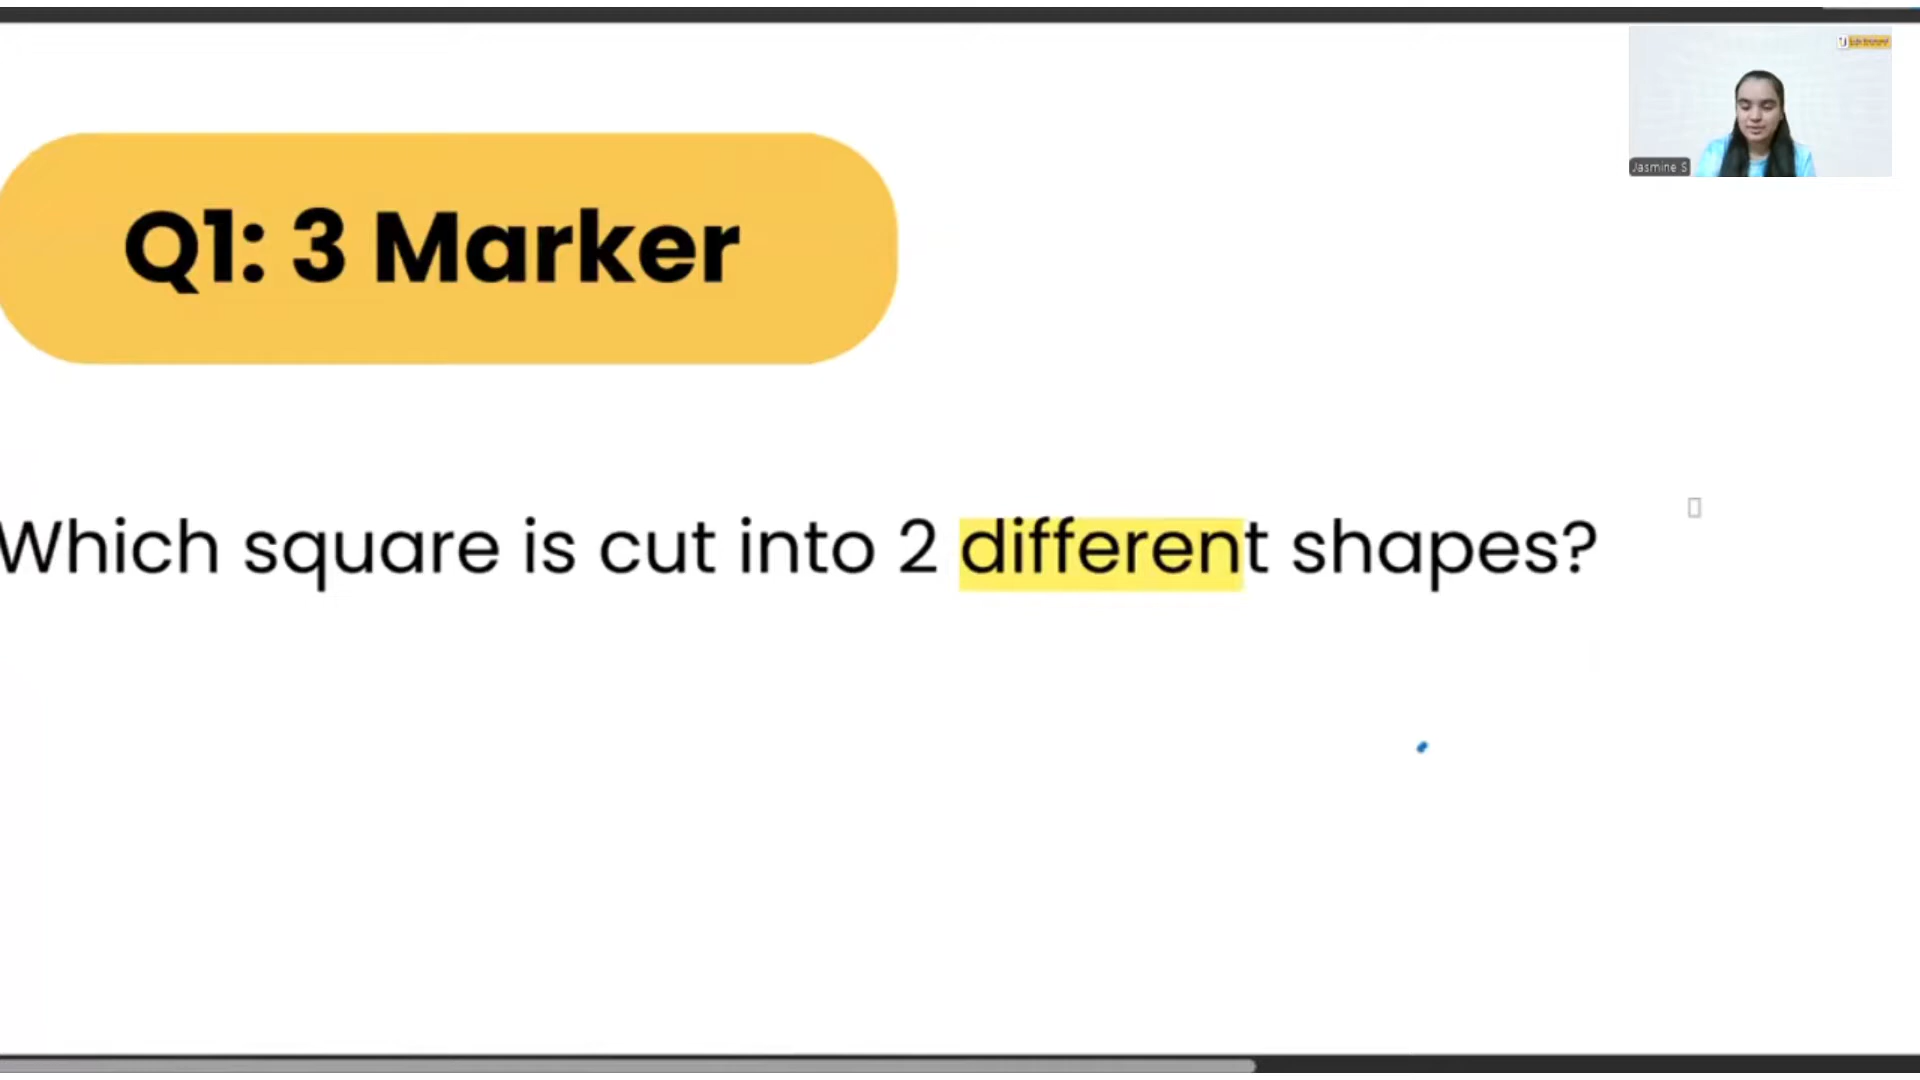 Jasmine S
Q1: 3 Marker
Which square is cut into 2 different shapes?